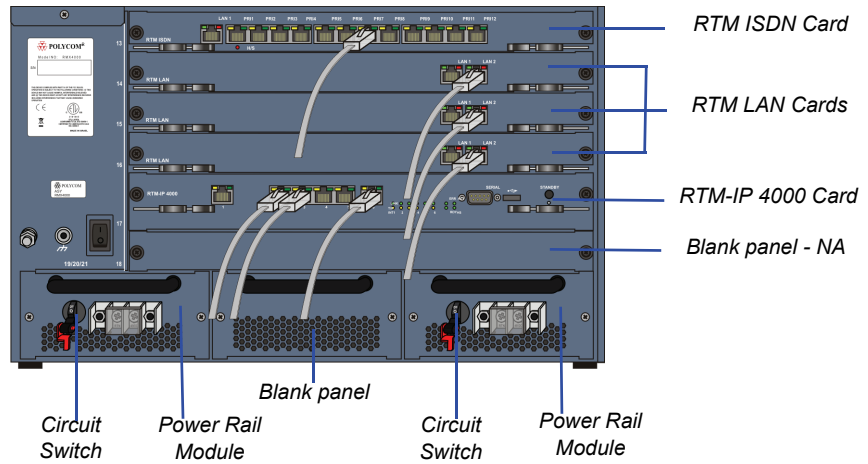 LAN 1 PRI1 PRI2 PRI3 PRI4 PRI5 PRI6 PRI7 PRI8 PRI9 PRI10 PRI11 PRI12
RTM ISDN Card
POLYCOM®
13
RTM ISDN
H/S
LAN 1 LAN 2
14
RTM LAN
LAN 1 LAN 2
RTM LAN Cards
15
RTM LAN
LAN 1 LAN 2
16
RTM LAN
POLYCOM
RTM-IP 4000
SERIAL
STANDBY
RTM-IP 4000 Card
17
Blank panel - NA
19/20/21
18
Blank panel
Circuit
Switch
Power Rail
Module
Circuit
Switch
Power Rail
Module